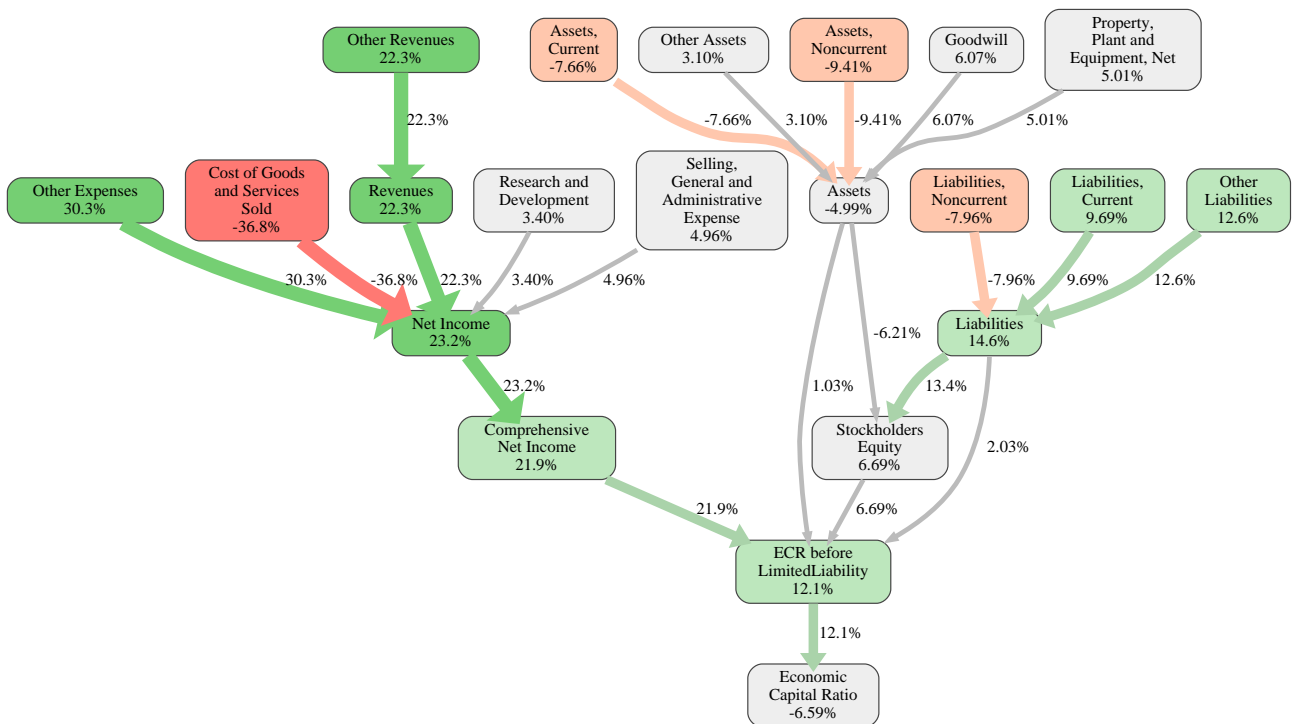 Other Revenues
22.3%
Assets,
Current
-7.66%
Other Assets
3.10%
Assets,
Noncurrent
-9.41%
Goodwill
6.07%
Property,
Plant and
Equipment, Net
5.01%
22.3%
-7.66%
3.10%
-9.41%
6.07%
5.01%
Other Expenses
30.3%
Cost of Goods
and Services
Sold
-36.8%
Revenues
22.3%
Research and
Development
3.40%
Selling,
General and
Administrative
Expense
4.96%
Assets
-4.99%
Liabilities,
Noncurrent
-7.96%
Liabilities,
Current
9.69%
Other
Liabilities
12.6%
30.3%
-36.8%
22.3%
3.40%
4.96%
-7.96%
9.69%
12.6%
Net Income
23.2%
-6.21%
Liabilities
14.6%
23.2%
1.03%
13.4%
Comprehensive
Net Income
21.9%
Stockholders
Equity
6.69%
2.03%
21.9%
6.69%
ECR before
LimitedLiability
12.1%
12.1%
Economic
Capital Ratio
-6.59%